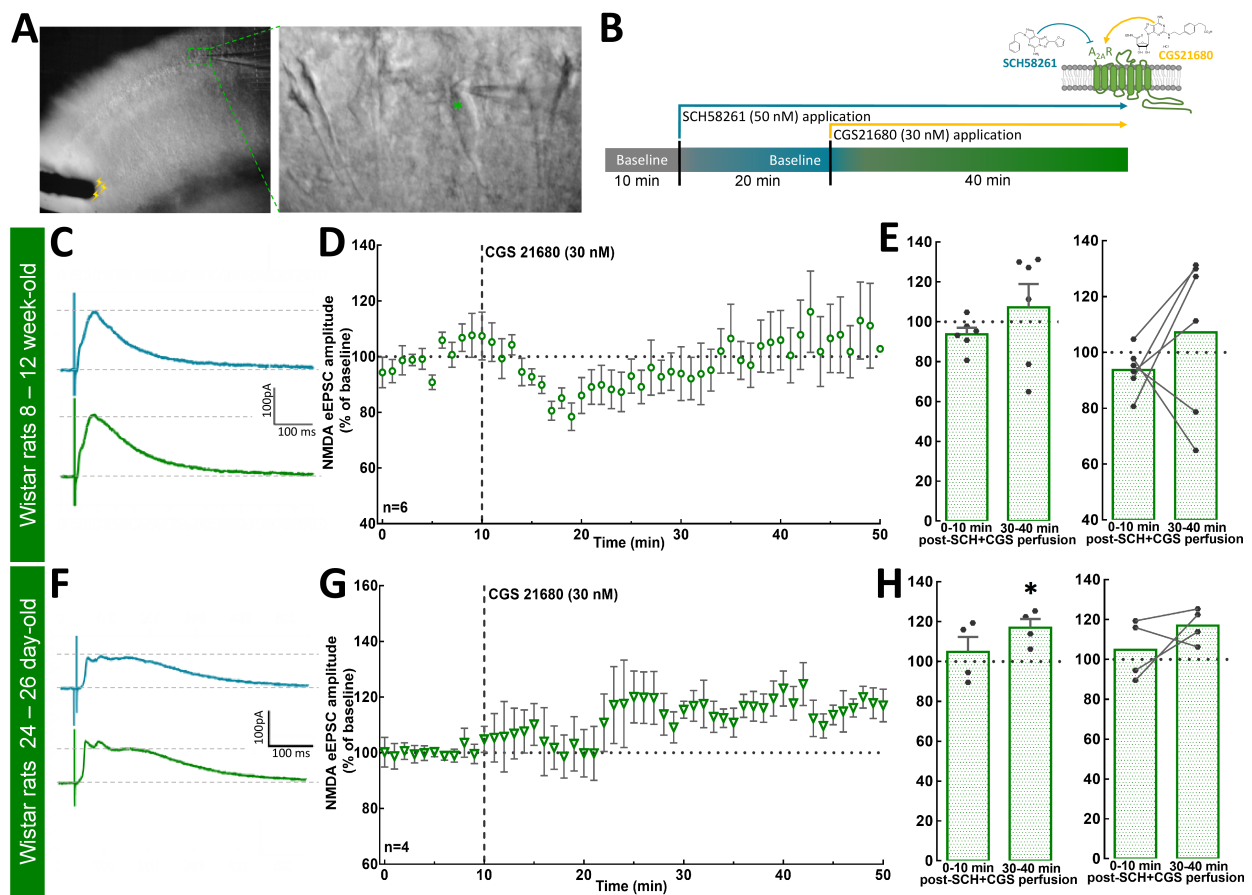 A
B
SCH58261
A2AR
CGS21680
SCH58261 (50 nM) application
CGS21680 (30 nM) application
Baseline
Baseline
10 min
20 min
40 min
Wistar rats 8 – 12 week-old
C
100pA
100 ms
D
NMDA eEPSC amplitude
(% of baseline)
140
120
100
80
60
40
CGS 21680 (30 nM)
n=6
0
10
20
30
40
50
Time (min)
E
140
120
100
80
60
40
20
0
0-10 min
30-40 min
post-SCH+CGS perfusion
140
120
100
80
60
40
0-10 min
30-40 min
post-SCH+CGS perfusion
Wistar rats 24 – 26 day-old
F
100pA
100 ms
G
NMDA eEPSC amplitude
(% of baseline)
160
140
120
100
80
60
CGS 21680 (30 nM)
n=4
0
10
20
30
40
50
Time (min)
H
140
120
100
80
60
40
20
0
*
0-10 min
30-40 min
post-SCH+CGS perfusion
140
120
100
80
60
40
20
0
0-10 min
30-40 min
post-SCH+CGS perfusion